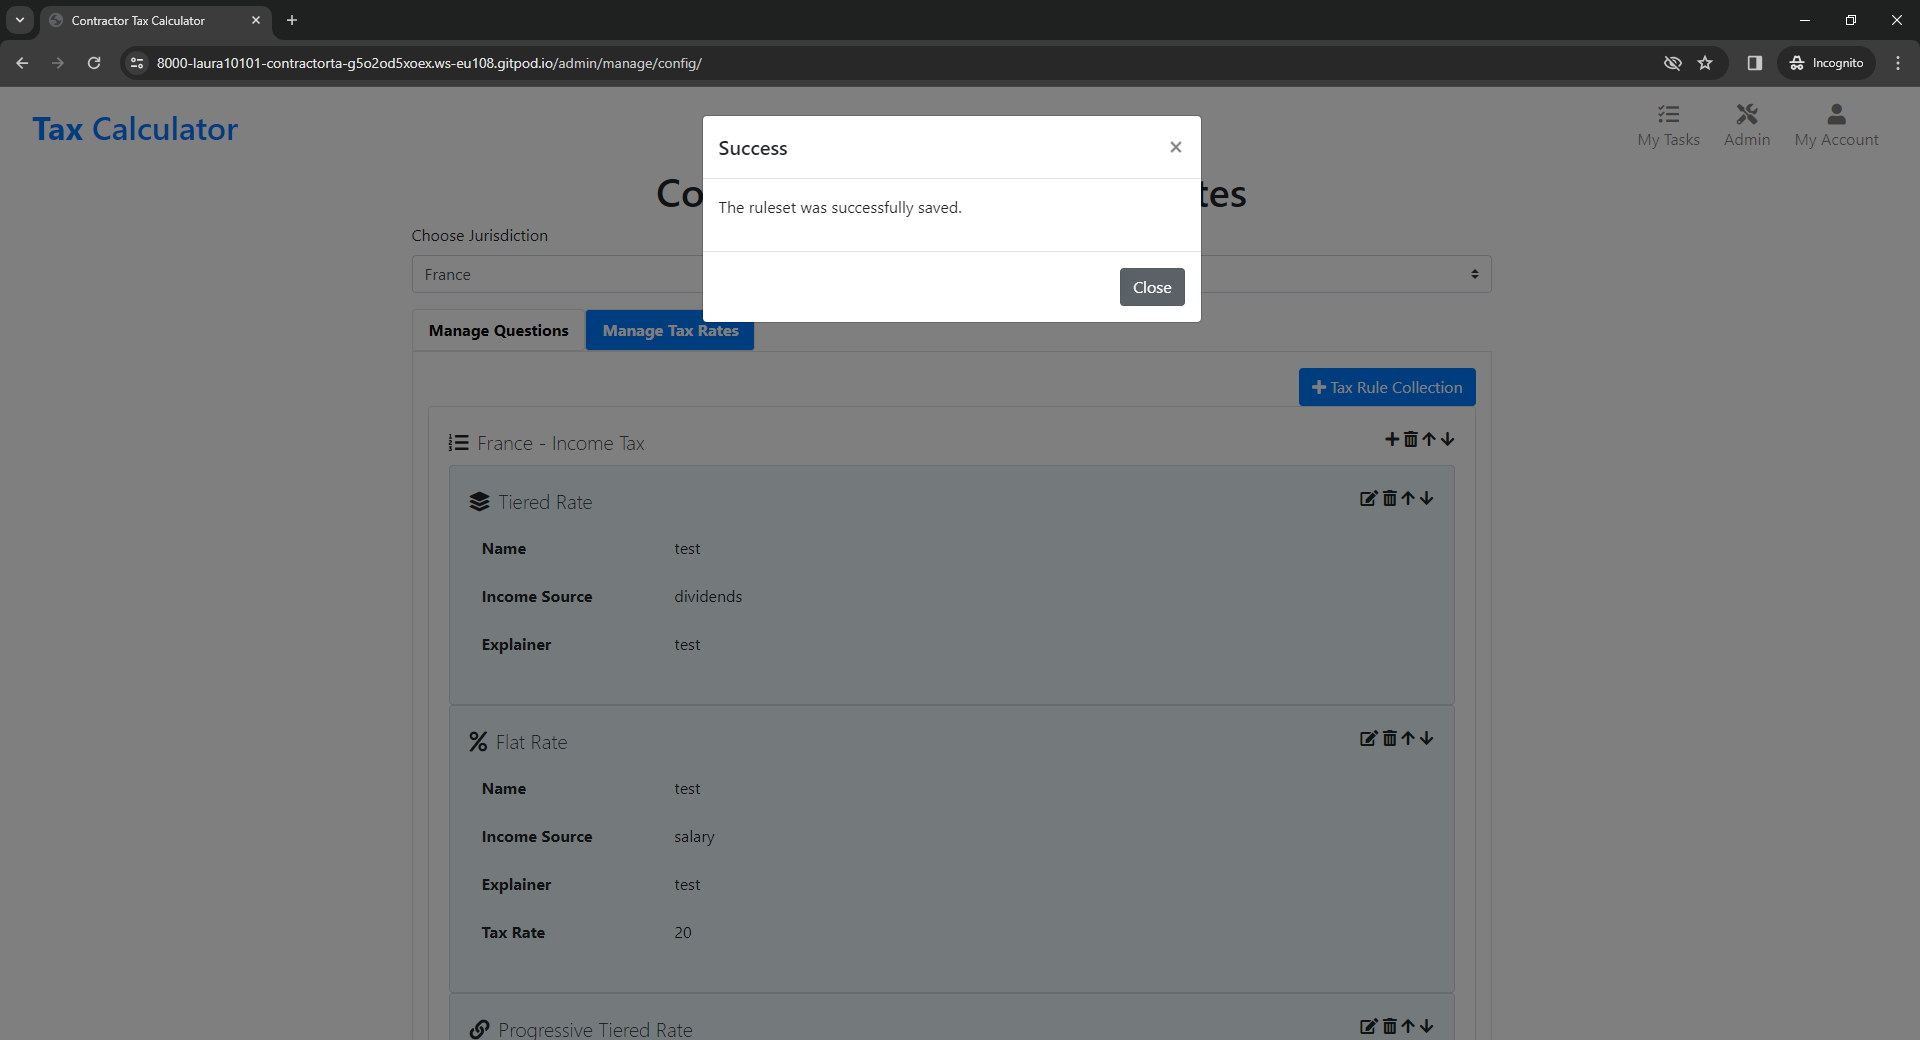 Contractor Tax Calculator
8000-laura10101-contractorta-g5o2od5xoex.ws-eu108.gitpod.io/admin/manage/config/
Incognito
Tax Calculator
My Tasks
Admin
My Account
Success
The ruleset was successfully saved.
Close
Choose Jurisdiction
France
Manage Questions
Manage Tax Rates
Tax Rule Collection
France - Income Tax
Tiered Rate
Name test
Income Source dividends
Explainer test
Flat Rate
Name test
Income Source salary
Explainer test
Tax Rate 20
Progressive Tiered Rate